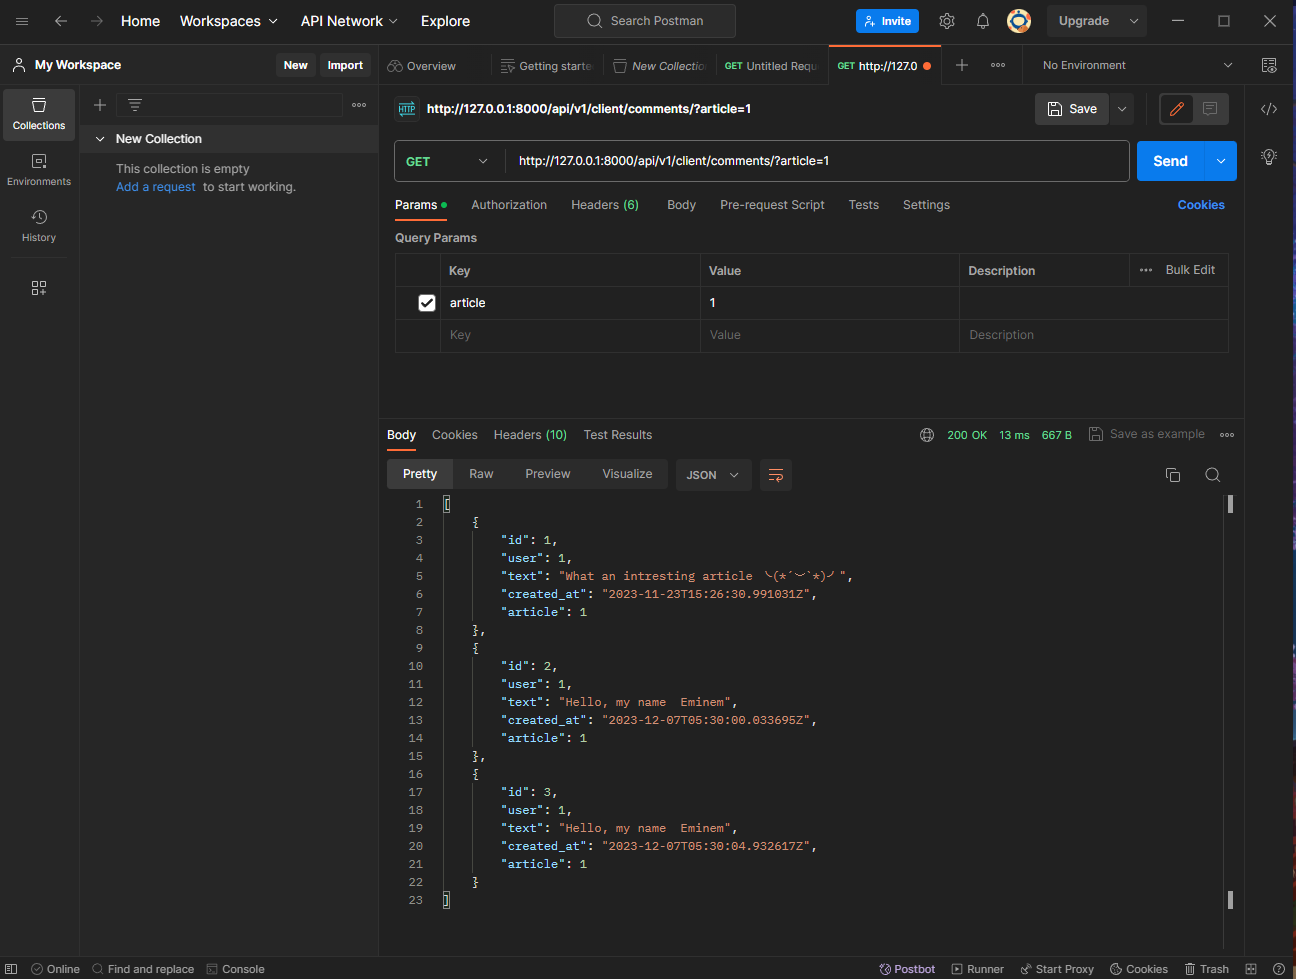 Home Workspaces API Network Explore Search Postman Invite Upgrade
My Workspace New Import Overview Getting starte New Collectio GET Untitled Requ GET http://127.0 No Environment
Collections
Environments
History
New Collection
This collection is empty
Add a request to start working.
HTTP http://127.0.0.1:8000/api/v1/client/comments/?article=1 Save
GET http://127.0.0.1:8000/api/v1/client/comments/?article=1 Send
Params Authorization Headers (6) Body Pre-request Script Tests Settings Cookies
Query Params
Key Value Description Bulk Edit
article 1
Key Value Description
Body Cookies Headers (10) Test Results 200 OK 13 ms 667 B Save as example
Pretty Raw Preview Visualize JSON
1 [
2 {
3 "id": 1,
4 "user": 1,
5 "text": "What an intresting article ╰(*´︶`*)╯",
6 "created_at": "2023-11-23T15:26:30.991031Z",
7 "article": 1
8 },
9 {
10 "id": 2,
11 "user": 1,
12 "text": "Hello, my name  Eminem",
13 "created_at": "2023-12-07T05:30:00.033695Z",
14 "article": 1
15 },
16 {
17 "id": 3,
18 "user": 1,
19 "text": "Hello, my name  Eminem",
20 "created_at": "2023-12-07T05:30:04.932617Z",
21 "article": 1
22 }
23 ]
Online Find and replace Console Postbot Runner Start Proxy Cookies Trash